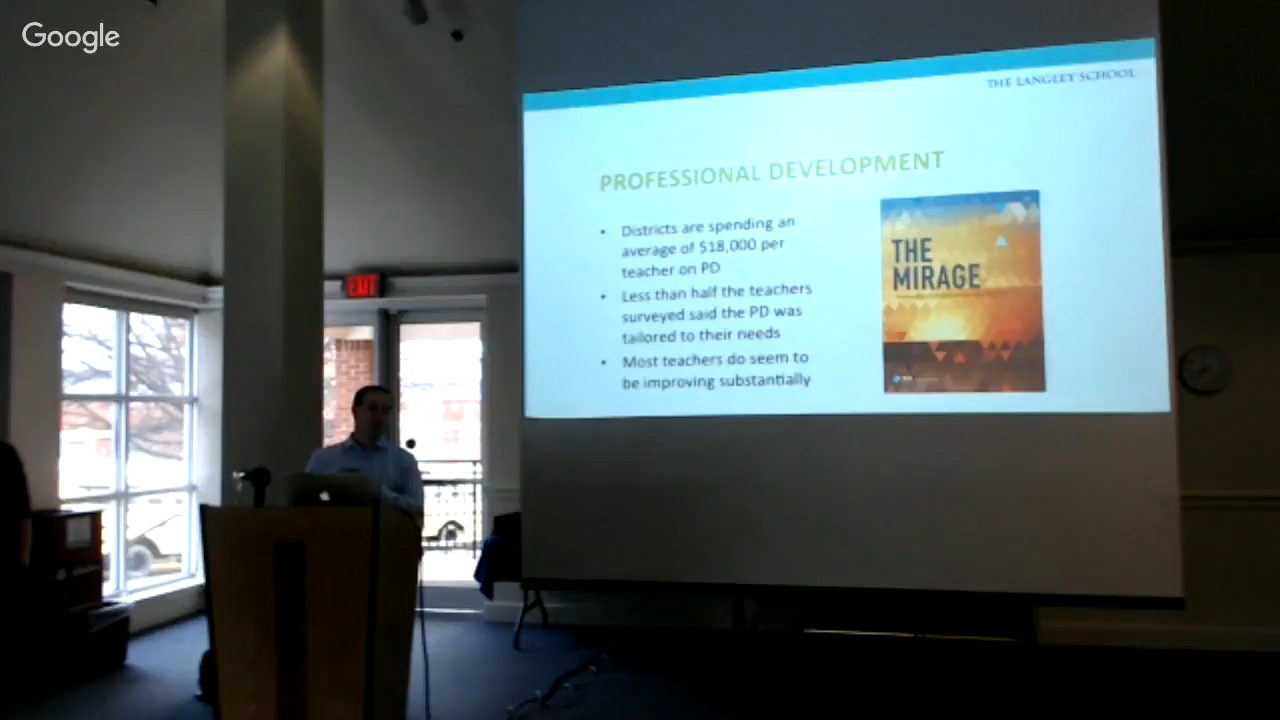 Google
THE LANGLEY SCHOOL
PROFESSIONAL DEVELOPMENT
• Districts are spending an
average of $18,000 per
teacher on PD
• Less than half the teachers
surveyed said the PD was
tailored to their needs
• Most teachers do seem to
be improving substantially
THE
MIRAGE
EXIT